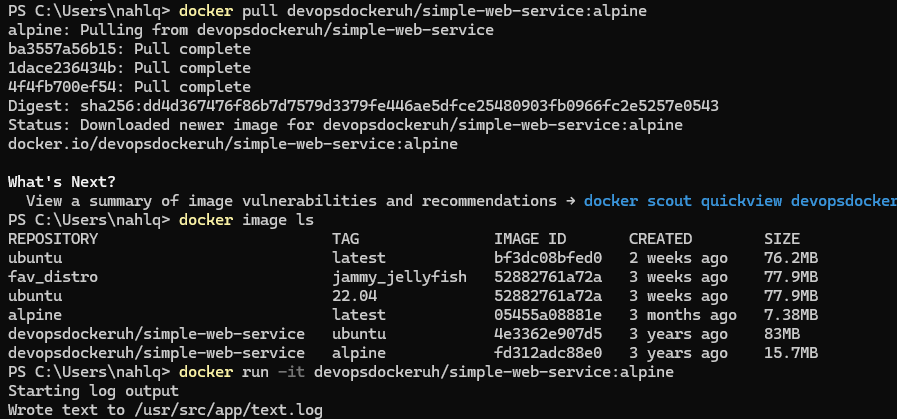 PS C:\Users\nahlq> docker pull devopsdockeruh/simple-web-service:alpine
alpine: Pulling from devopsdockeruh/simple-web-service
ba3557a56b15: Pull complete
1dace236434b: Pull complete
4f4fb700ef54: Pull complete
Digest: sha256:dd4d367476f86b7d7579d3379fe446ae5dfce25480903fb0966fc2e5257e0543
Status: Downloaded newer image for devopsdockeruh/simple-web-service:alpine
docker.io/devopsdockeruh/simple-web-service:alpine
What's Next?
View a summary of image vulnerabilities and recommendations → docker scout quickview devopsdocker
PS C:\Users\nahlq> docker image ls
REPOSITORY TAG IMAGE ID CREATED SIZE
ubuntu latest bf3dc08bfed0 2 weeks ago 76.2MB
fav_distro jammy_jellyfish 52882761a72a 3 weeks ago 77.9MB
ubuntu 22.04 52882761a72a 3 weeks ago 77.9MB
alpine latest 05455a08881e 3 months ago 7.38MB
devopsdockeruh/simple-web-service ubuntu 4e3362e907d5 3 years ago 83MB
devopsdockeruh/simple-web-service alpine fd312adc88e0 3 years ago 15.7MB
PS C:\Users\nahlq> docker run -it devopsdockeruh/simple-web-service:alpine
Starting log output
Wrote text to /usr/src/app/text.log